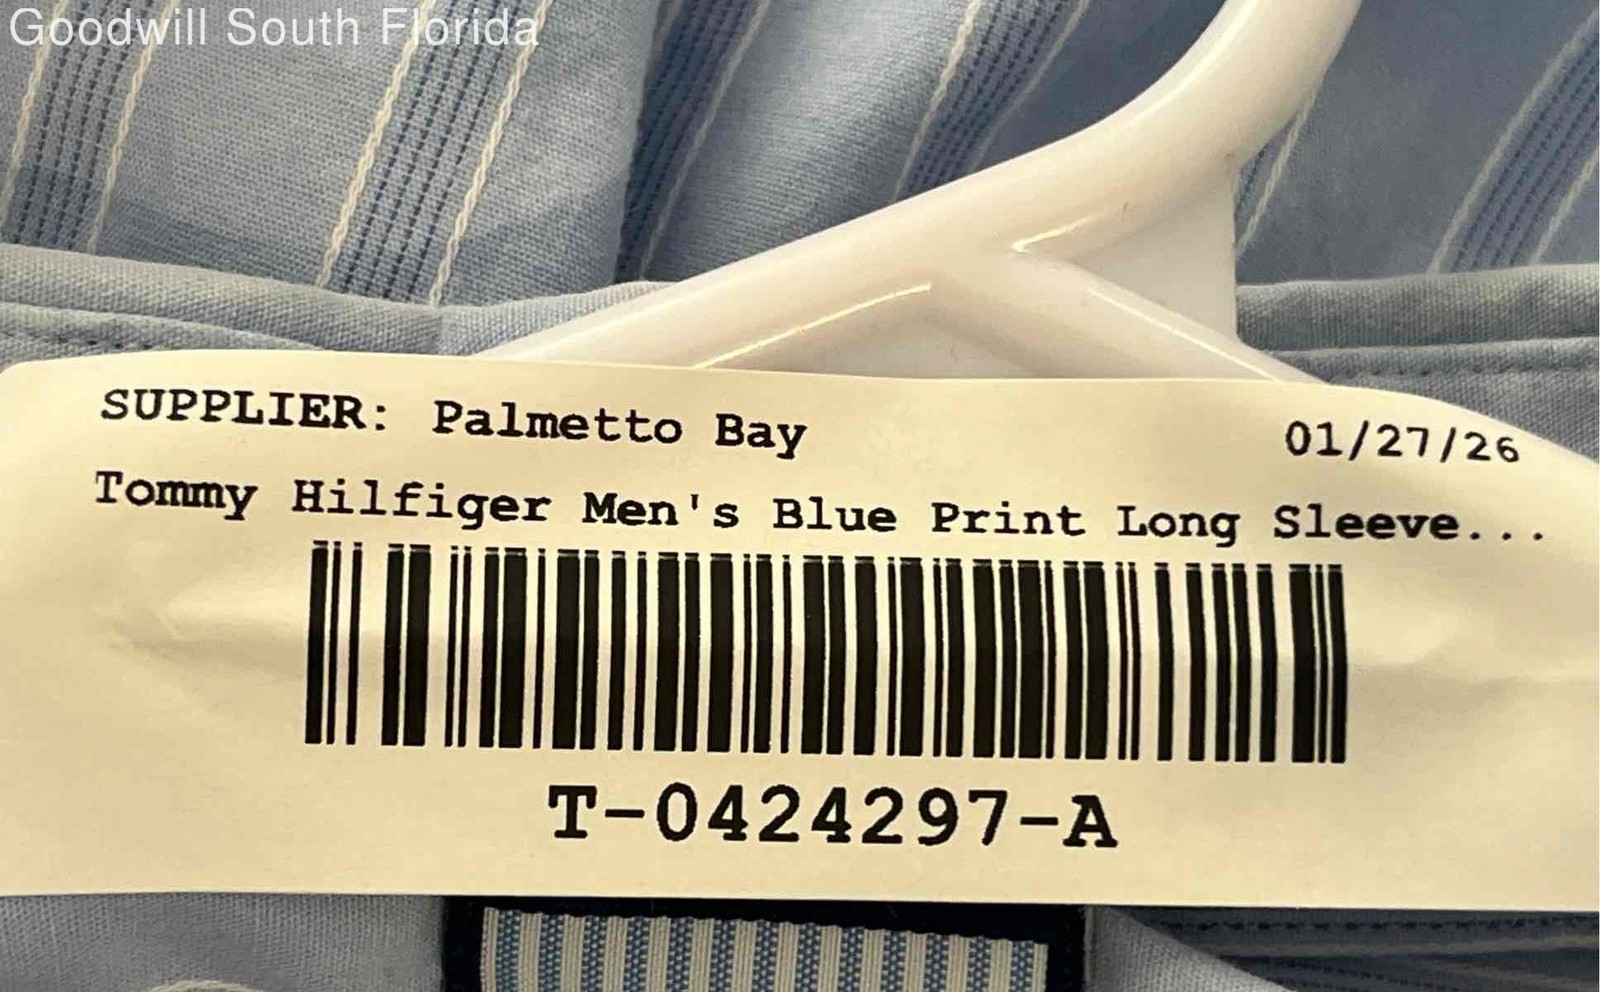 Goodwill South Florida
SUPPLIER: Palmetto Bay
01/27/26
Tommy Hilfiger Men's Blue Print Long Sleeve...
T-0424297-A